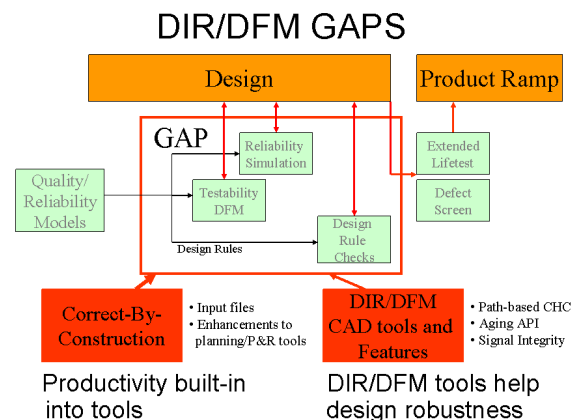 DIR/DFM GAPS
Design
Product Ramp
GAP
Reliability
Simulation
Extended
Lifetest
Quality/
Reliability
Models
Testability
DFM
Defect
Screen
Design
Rule
Checks
Design Rules
Correct-By-
Construction
• Input files
• Enhancements to
planning/P&R tools
DIR/DFM
CAD tools and
Features
• Path-based CHC
• Aging API
• Signal Integrity
Productivity built-in
into tools
DIR/DFM tools help
design robustness